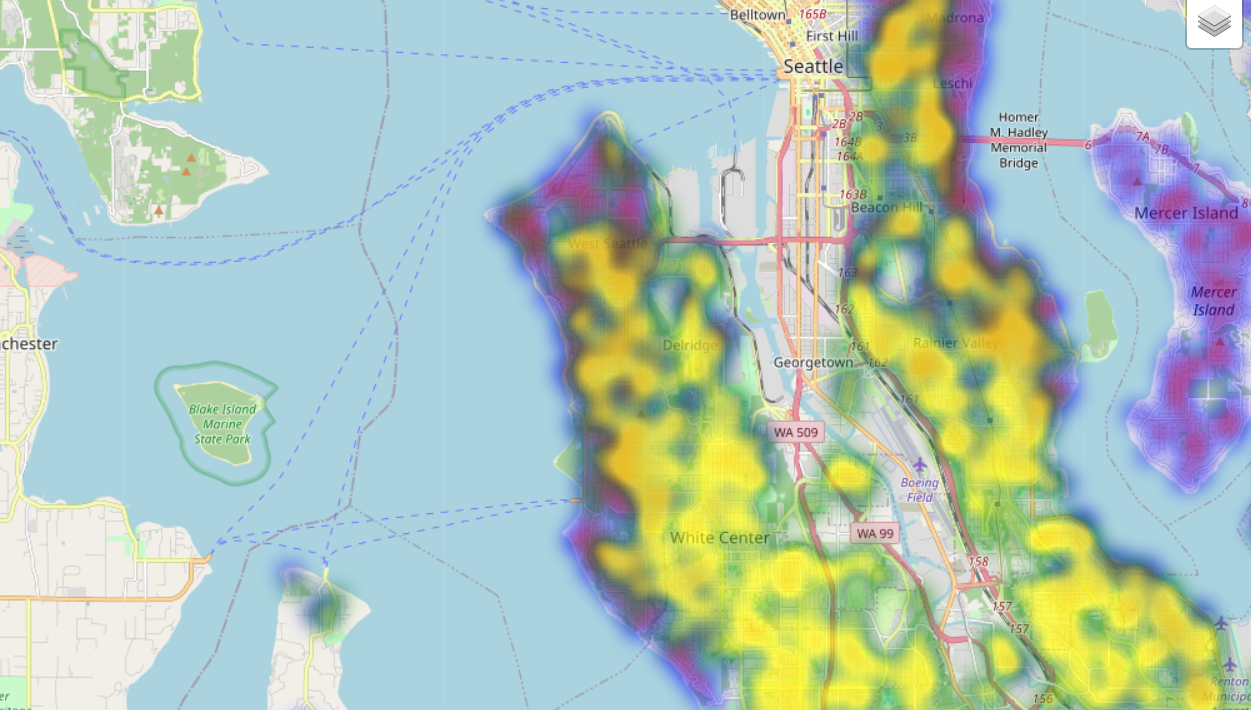 Belltown
165B
Madrona
First Hill
Seattle
Leschi
Homer
M. Hadley
Memorial
Bridge
2B
2B
3
3B
164B
164A
6
7A
7B
7
8
163B
Beacon Hill
Mercer Island
West Seattle
163
Mercer
Island
162
chester
Delridge
161
Rainier Valley
Georgetown
162
161
Blake Island
Marine
State Park
WA 509
Boeing
Field
White Center
WA 99
158
157
157
156
Renton
Municip